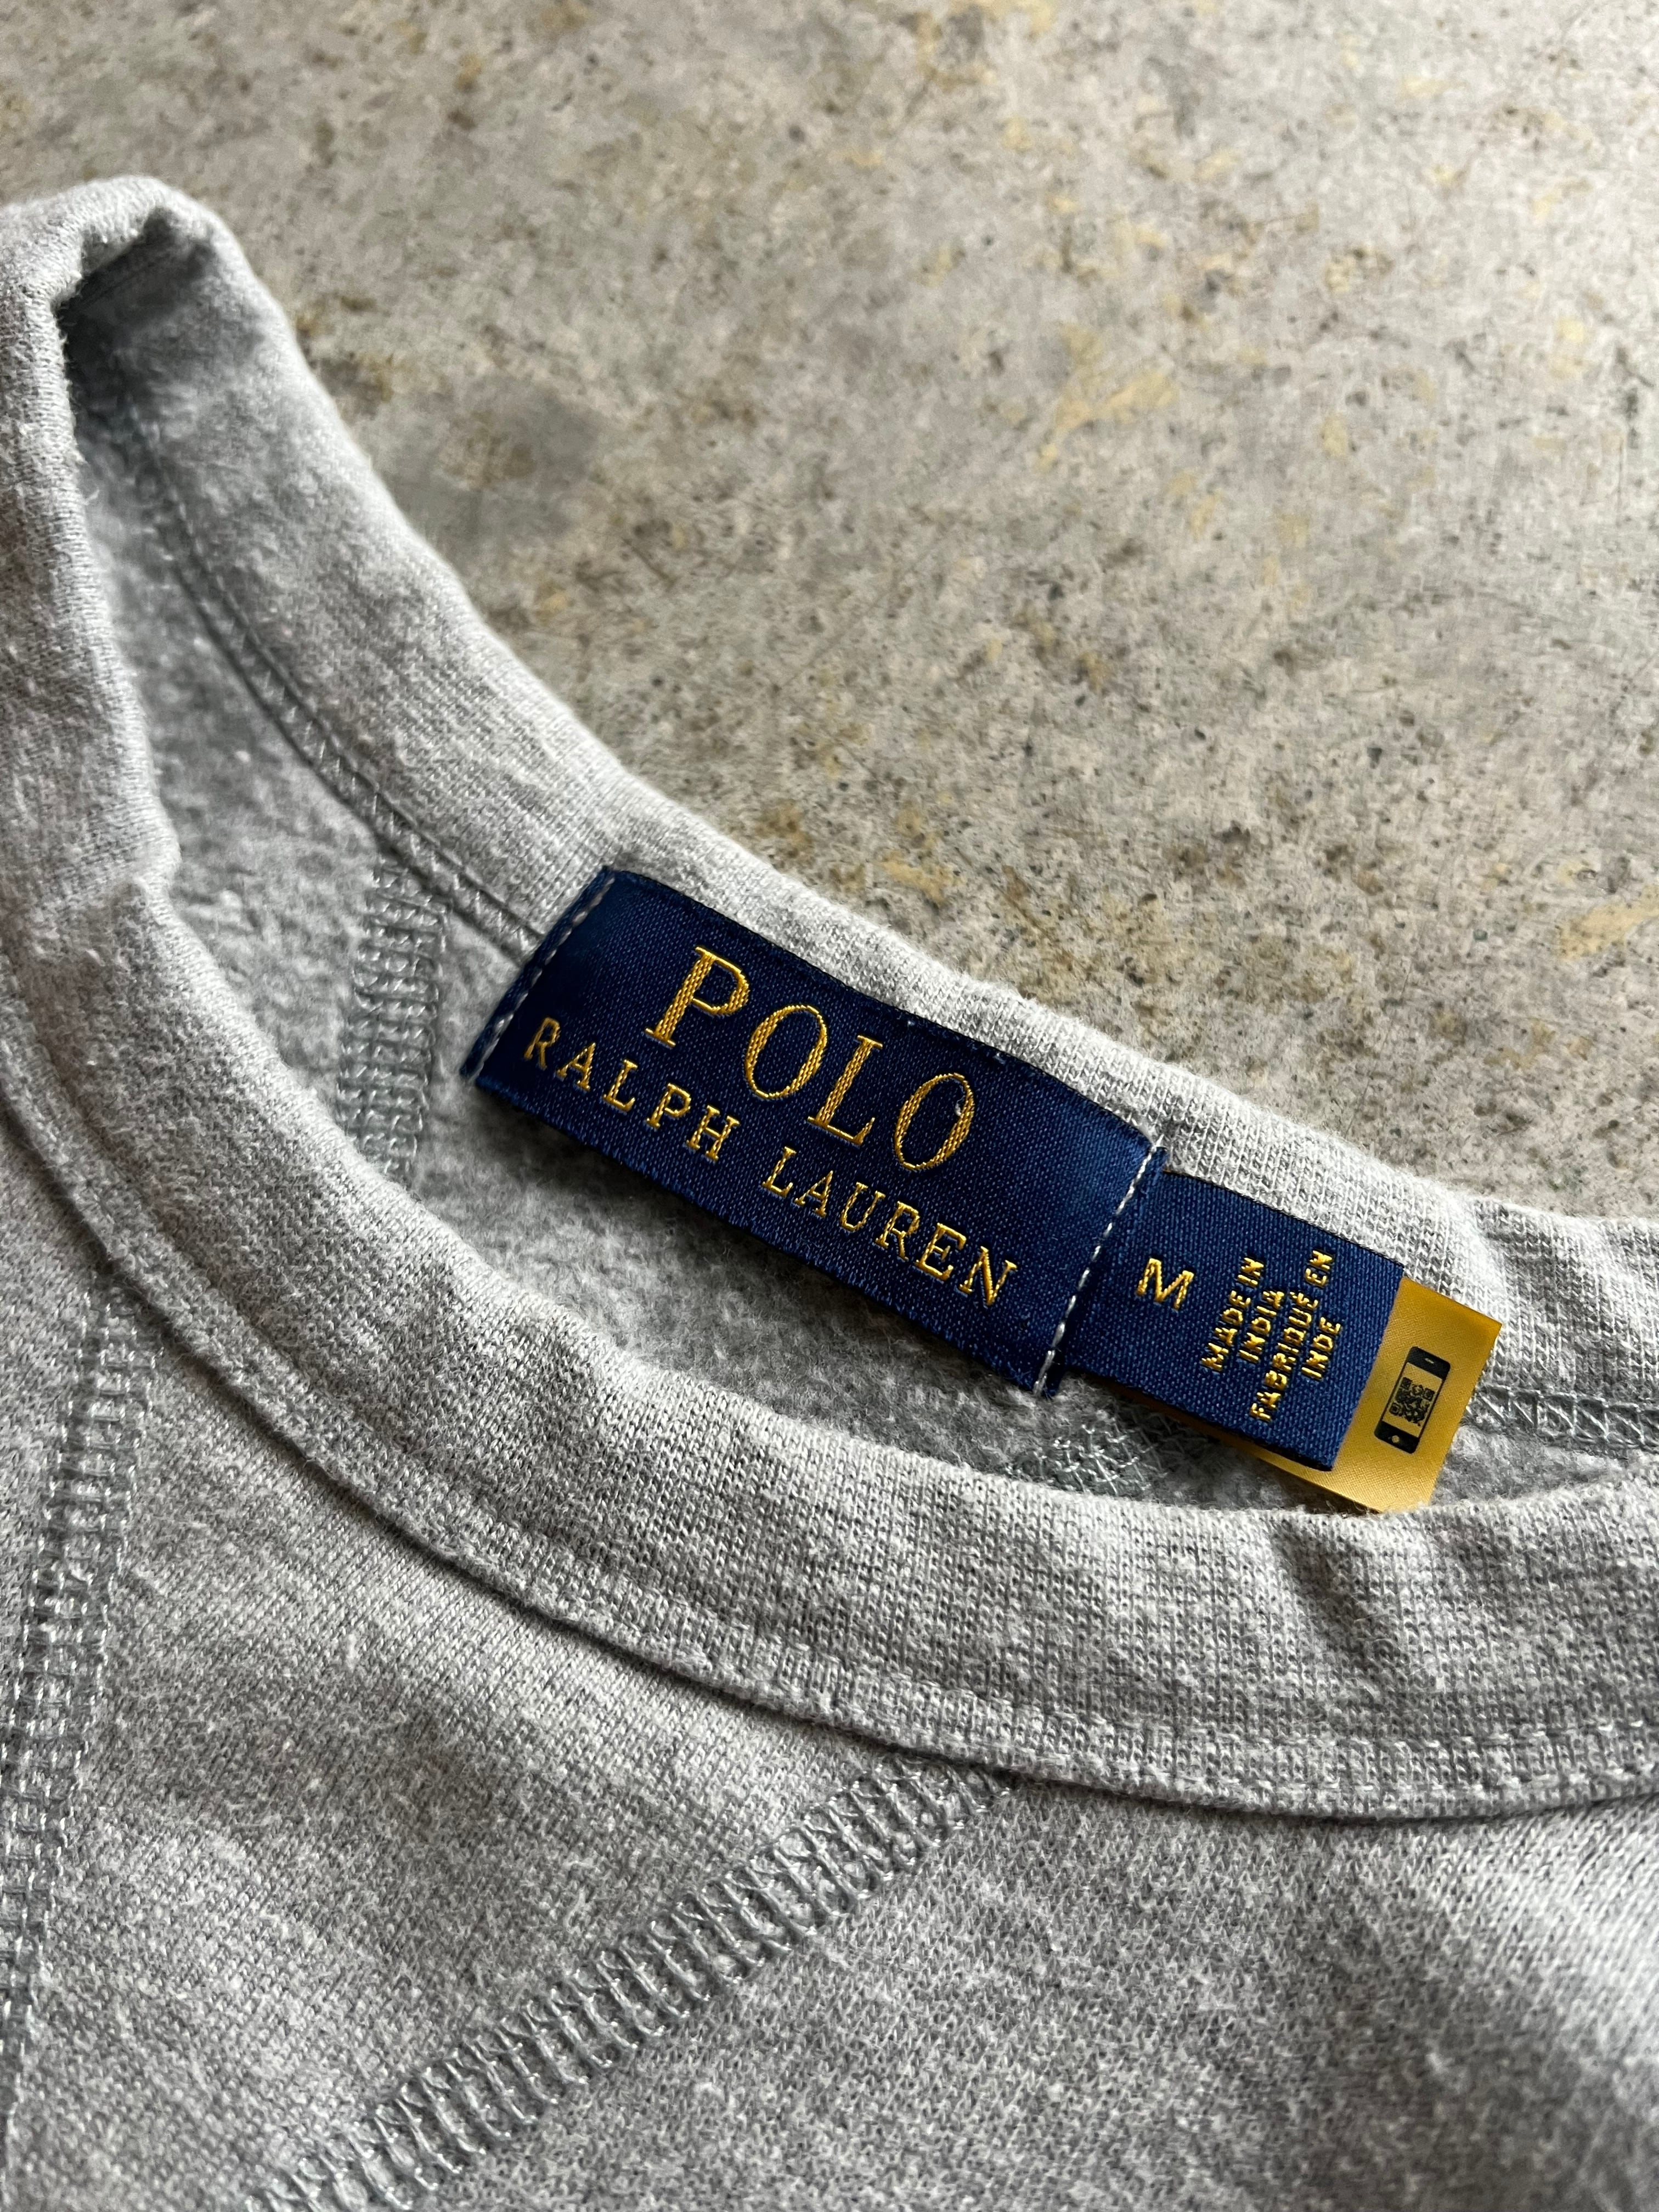 POLO
RALPH LAUREN
M
MADE IN
INDIA
FABRIQUÉ EN
INDE